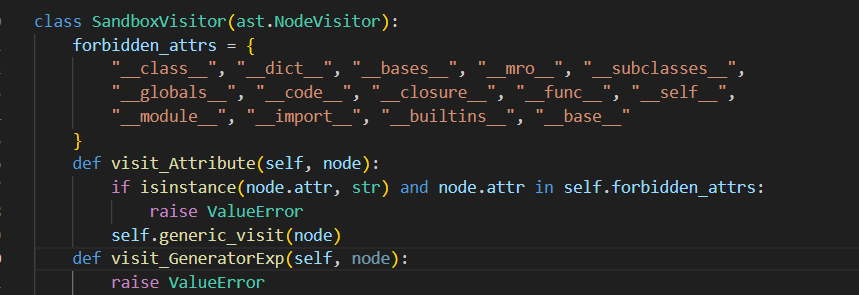 class SandboxVisitor(ast.NodeVisitor):
    forbidden_attrs = {
        "__class__", "__dict__", "__bases__", "__mro__", "__subclasses__",
        "__globals__", "__code__", "__closure__", "__func__", "__self__",
        "__module__", "__import__", "__builtins__", "__base__"
    }
    def visit_Attribute(self, node):
        if isinstance(node.attr, str) and node.attr in self.forbidden_attrs:
            raise ValueError
        self.generic_visit(node)
    def visit_GeneratorExp(self, node):
        raise ValueError